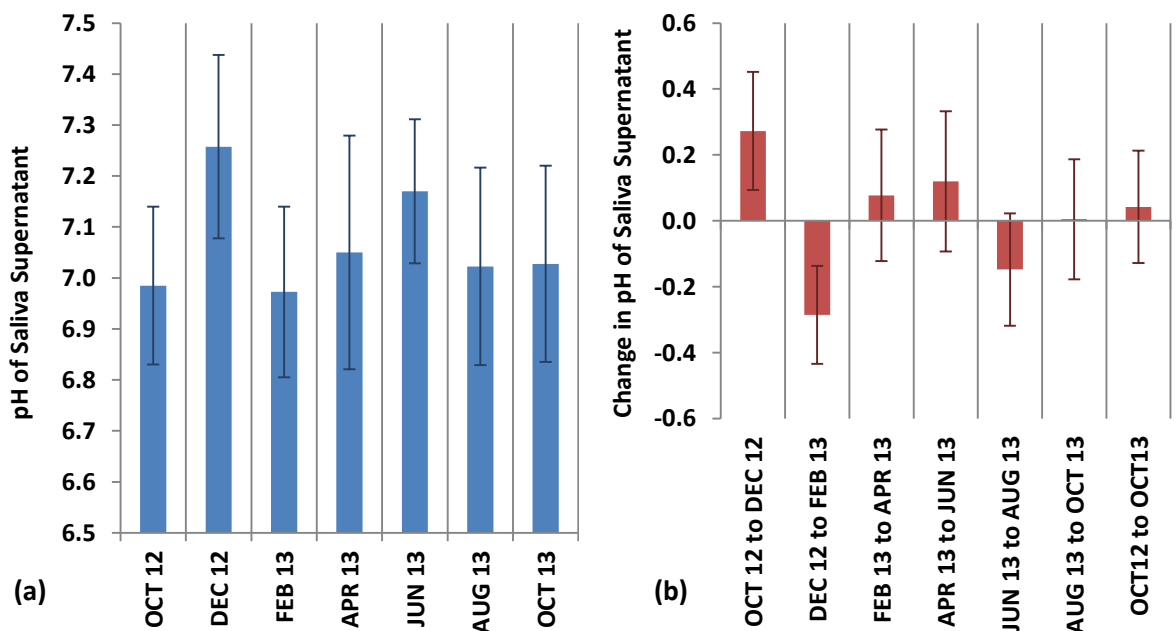 7.5
7.4
7.3
7.2
7.1
7.0
6.9
6.8
6.7
6.6
6.5
pH of Saliva Supernatant
OCT 12
DEC 12
FEB 13
APR 13
JUN 13
AUG 13
OCT 13
(a)
0.6
0.4
0.2
0.0
-0.2
-0.4
-0.6
Change in pH of Saliva Supernatant
OCT 12 to DEC 12
DEC 12 to FEB 13
FEB 13 to APR 13
APR 13 to JUN 13
JUN 13 to AUG 13
AUG 13 to OCT 13
OCT12 to OCT13
(b)